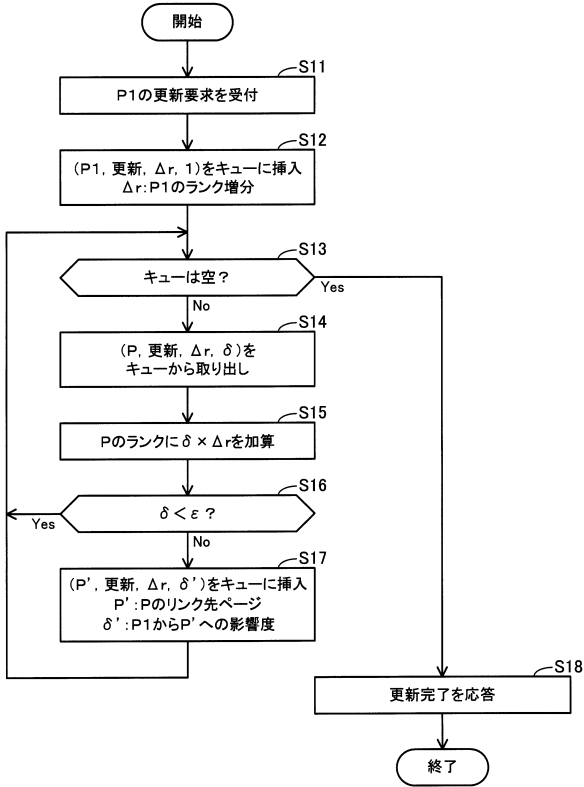 開始
S11
P1の更新要求を受付
S12
(P1, 更新, Δr, 1)をキューに挿入
Δr:P1のランク増分
S13
キューは空？
Yes
No
S14
(P, 更新, Δr, δ)を
キューから取り出し
S15
Pのランクにδ×Δrを加算
S16
δ＜ε？
Yes
No
S17
(P', 更新, Δr, δ')をキューに挿入
P':Pのリンク先ページ
δ':P1からP'への影響度
S18
更新完了を応答
終了